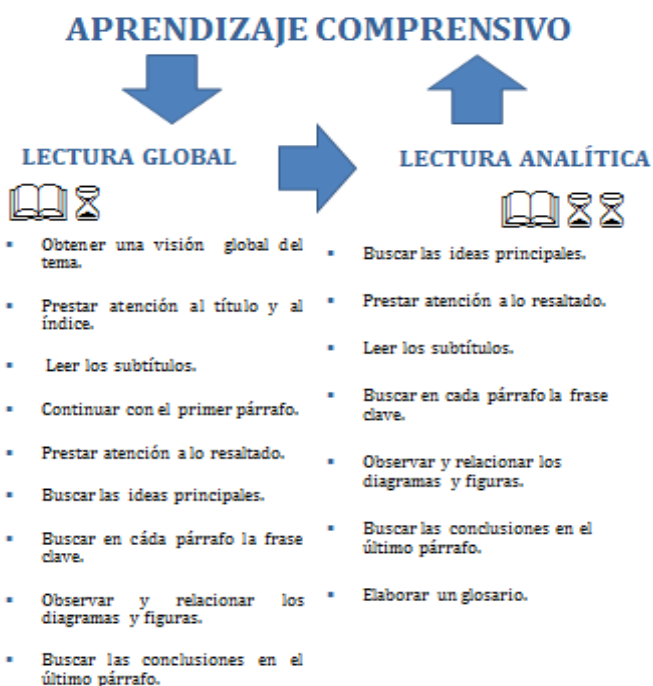 APRENDIZAJE COMPRENSIVO
LECTURA GLOBAL
Obtener una visión global del
tema.
Prestar atención al título y al
índice.
Leer los subtítulos.
Continuar con el primer párrafo.
Prestar atención a lo resaltado.
Buscar las ideas principales.
Buscar en cáda párrafo la frase
clave.
Observar y relacionar los
diagramas y figuras.
Buscar las conclusiones en el
último párrafo.
LECTURA ANALÍTICA
Buscar las ideas principales.
Prestar atención a lo resaltado.
Leer los subtítulos.
Buscar en cada párrafo la frase
clave.
Observar y relacionar los
diagramas y figuras.
Buscar las conclusiones en el
último párrafo.
Elaborar un glosario.